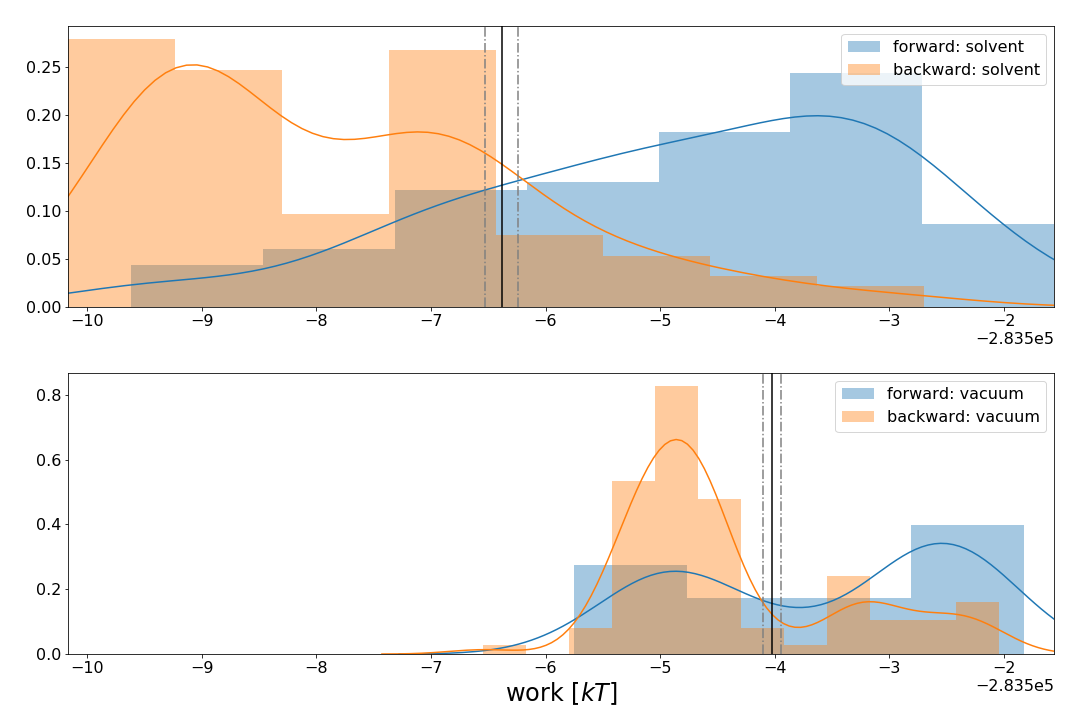 forward: solvent
backward: solvent
0.25
0.20
0.15
0.10
0.05
0.00
−10 −9 −8 −7 −6 −5 −4 −3 −2
−2.835e5
forward: vacuum
backward: vacuum
0.8
0.6
0.4
0.2
0.0
−10 −9 −8 −7 −6 −5 −4 −3 −2
−2.835e5
work [kT]